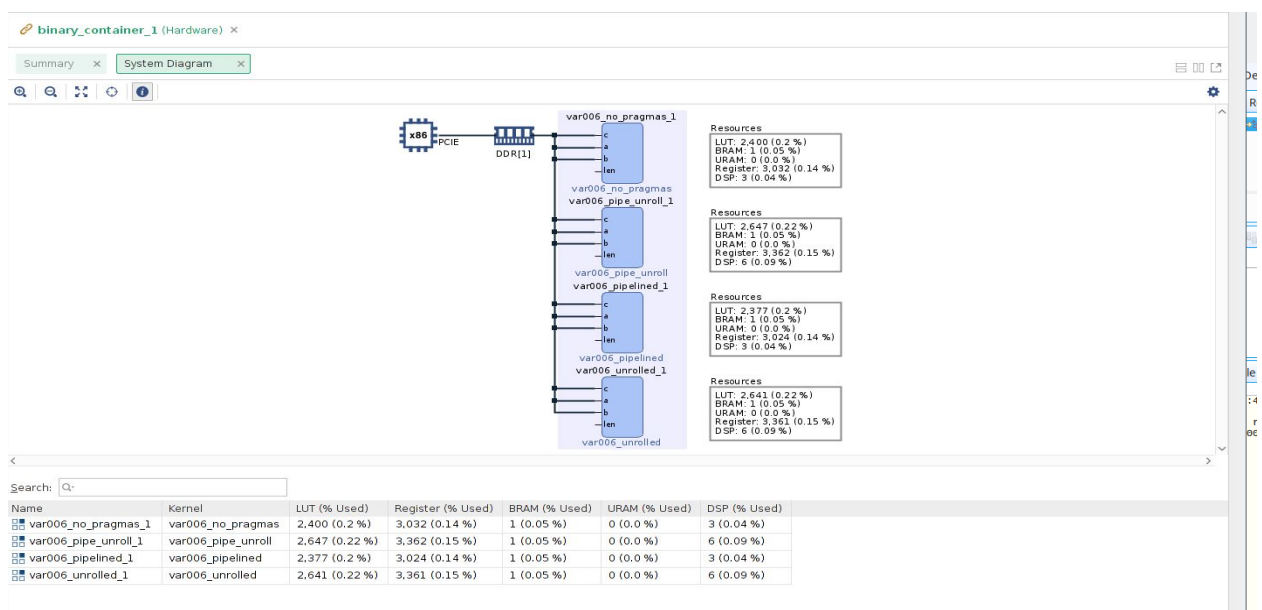 binary_container_1 (Hardware) ×
Summary × System Diagram ×
x86
PCIE
DDR[1]
var006_no_pragmas_1
c
a
b
len
var006_no_pragmas
Resources
LUT: 2,400 (0.2 %)
BRAM: 1 (0.05 %)
URAM: 0 (0.0 %)
Register: 3,032 (0.14 %)
DSP: 3 (0.04 %)
var006_pipe_unroll_1
c
a
b
len
var006_pipe_unroll
Resources
LUT: 2,647 (0.22 %)
BRAM: 1 (0.05 %)
URAM: 0 (0.0 %)
Register: 3,362 (0.15 %)
DSP: 6 (0.09 %)
var006_pipelined_1
c
a
b
len
var006_pipelined
Resources
LUT: 2,377 (0.2 %)
BRAM: 1 (0.05 %)
URAM: 0 (0.0 %)
Register: 3,024 (0.14 %)
DSP: 3 (0.04 %)
var006_unrolled_1
c
a
b
len
var006_unrolled
Resources
LUT: 2,641 (0.22 %)
BRAM: 1 (0.05 %)
URAM: 0 (0.0 %)
Register: 3,361 (0.15 %)
DSP: 6 (0.09 %)
Search:
Name Kernel LUT (% Used) Register (% Used) BRAM (% Used) URAM (% Used) DSP (% Used)
var006_no_pragmas_1 var006_no_pragmas 2,400 (0.2 %) 3,032 (0.14 %) 1 (0.05 %) 0 (0.0 %) 3 (0.04 %)
var006_pipe_unroll_1 var006_pipe_unroll 2,647 (0.22 %) 3,362 (0.15 %) 1 (0.05 %) 0 (0.0 %) 6 (0.09 %)
var006_pipelined_1 var006_pipelined 2,377 (0.2 %) 3,024 (0.14 %) 1 (0.05 %) 0 (0.0 %) 3 (0.04 %)
var006_unrolled_1 var006_unrolled 2,641 (0.22 %) 3,361 (0.15 %) 1 (0.05 %) 0 (0.0 %) 6 (0.09 %)